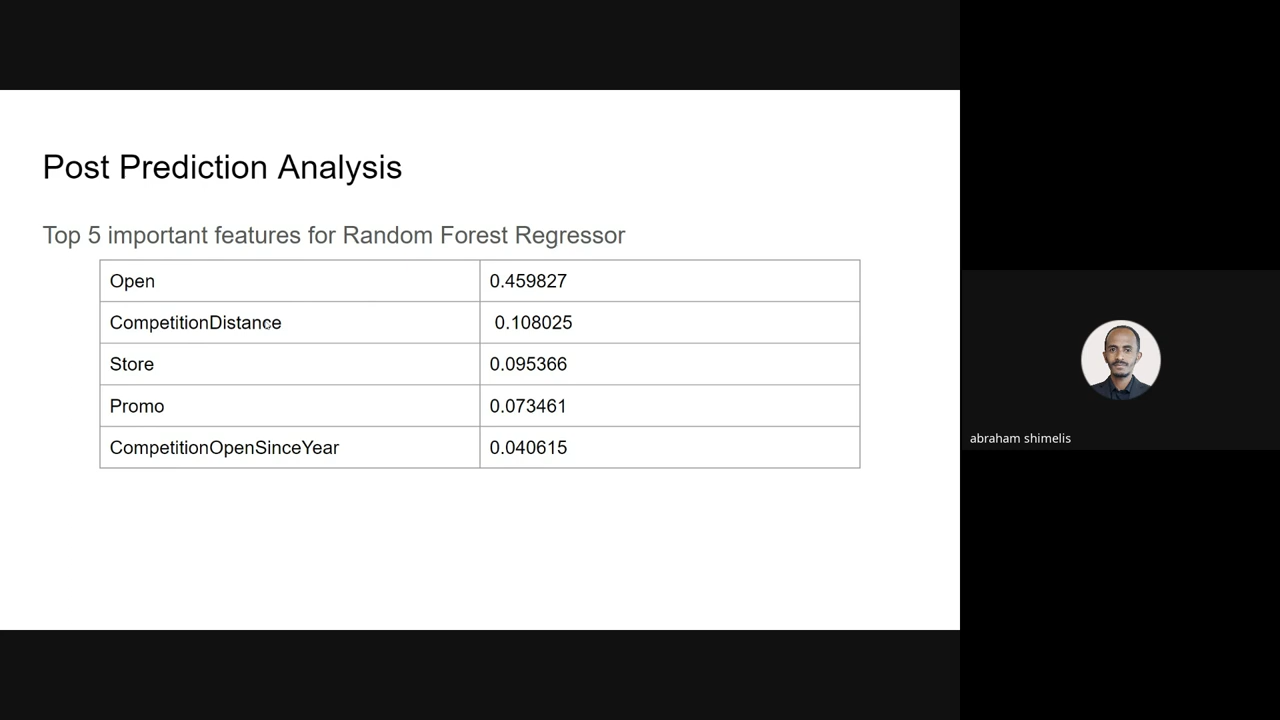 Post Prediction Analysis
Top 5 important features for Random Forest Regressor
Open 0.459827
CompetitionDistance 0.108025
Store 0.095366
Promo 0.073461
CompetitionOpenSinceYear 0.040615
abraham shimelis